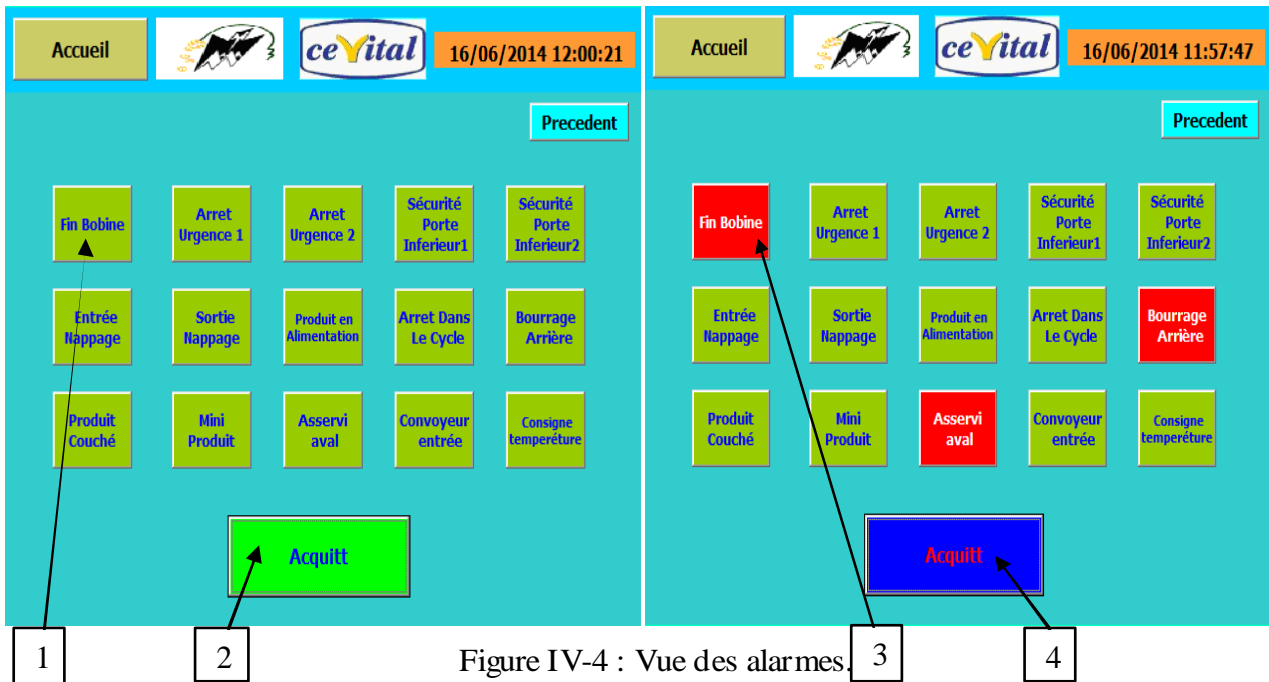 Accueil
ceVital
16/06/2014 12:00:21
Precedent
Fin Bobine
Arret
Urgence 1
Arret
Urgence 2
Sécurité
Porte
Inferieur1
Sécurité
Porte
Inferieur2
Entrée
Nappage
Sortie
Nappage
Produit en
Alimentation
Arret Dans
Le Cycle
Bourrage
Arrière
Produit
Couché
Mini
Produit
Asservi
aval
Convoyeur
entrée
Consigne
temperéture
Acquitt
1
2
Accueil
ceVital
16/06/2014 11:57:47
Precedent
Fin Bobine
Arret
Urgence 1
Arret
Urgence 2
Sécurité
Porte
Inferieur1
Sécurité
Porte
Inferieur2
Entrée
Nappage
Sortie
Nappage
Produit en
Alimentation
Arret Dans
Le Cycle
Bourrage
Arrière
Produit
Couché
Mini
Produit
Asservi
aval
Convoyeur
entrée
Consigne
temperéture
Acquitt
3
4
Figure IV-4 : Vue des alarmes.